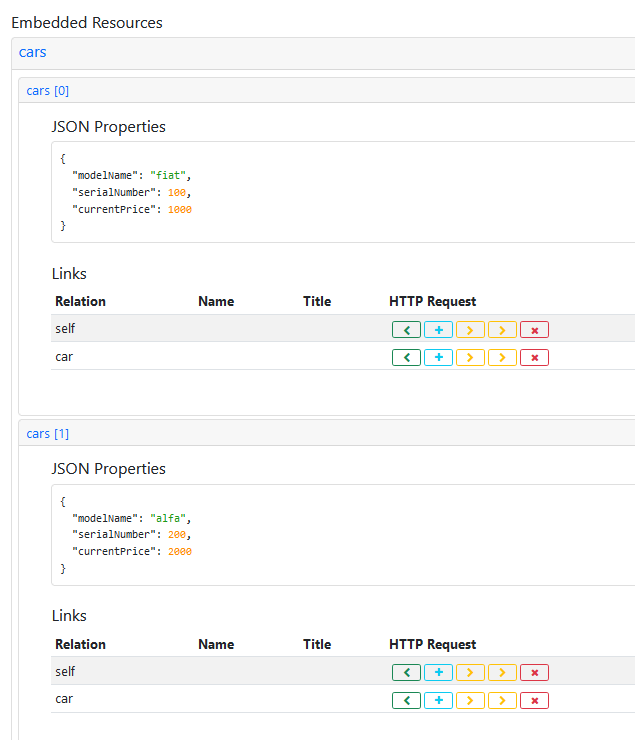 Embedded Resources
cars
cars [0]
JSON Properties
{
"modelName": "fiat",
"serialNumber": 100,
"currentPrice": 1000
}
Links
Relation Name Title HTTP Request
self
car
cars [1]
JSON Properties
{
"modelName": "alfa",
"serialNumber": 200,
"currentPrice": 2000
}
Links
Relation Name Title HTTP Request
self
car